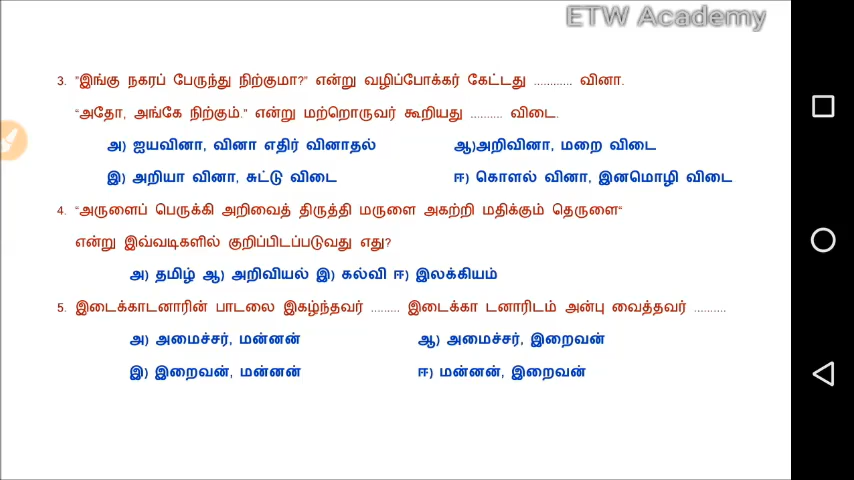 ETW Academy
3. "இங்கு நகரப் பேருந்து நிற்குமா?" என்று வழிப்போக்கர் கேட்டது ............ வினா.
"அதோ, அங்கே நிற்கும்." என்று மற்றொருவர் கூறியது .......... விடை.
அ) ஐயவினா, வினா எதிர் வினாதல் ஆ)அறிவினா, மறை விடை
இ) அறியா வினா, சுட்டு விடை ஈ) கொளல் வினா, இனமொழி விடை
4. "அருளைப் பெருக்கி அறிவைத் திருத்தி மருளை அகற்றி மதிக்கும் தெருளை"
என்று இவ்வடிகளில் குறிப்பிடப்படுவது எது?
அ) தமிழ் ஆ) அறிவியல் இ) கல்வி ஈ) இலக்கியம்
5. இடைக்காடனாரின் பாடலை இகழ்ந்தவர் ......... இடைக்கா டனாரிடம் அன்பு வைத்தவர் ..........
அ) அமைச்சர், மன்னன் ஆ) அமைச்சர், இறைவன்
இ) இறைவன், மன்னன் ஈ) மன்னன், இறைவன்